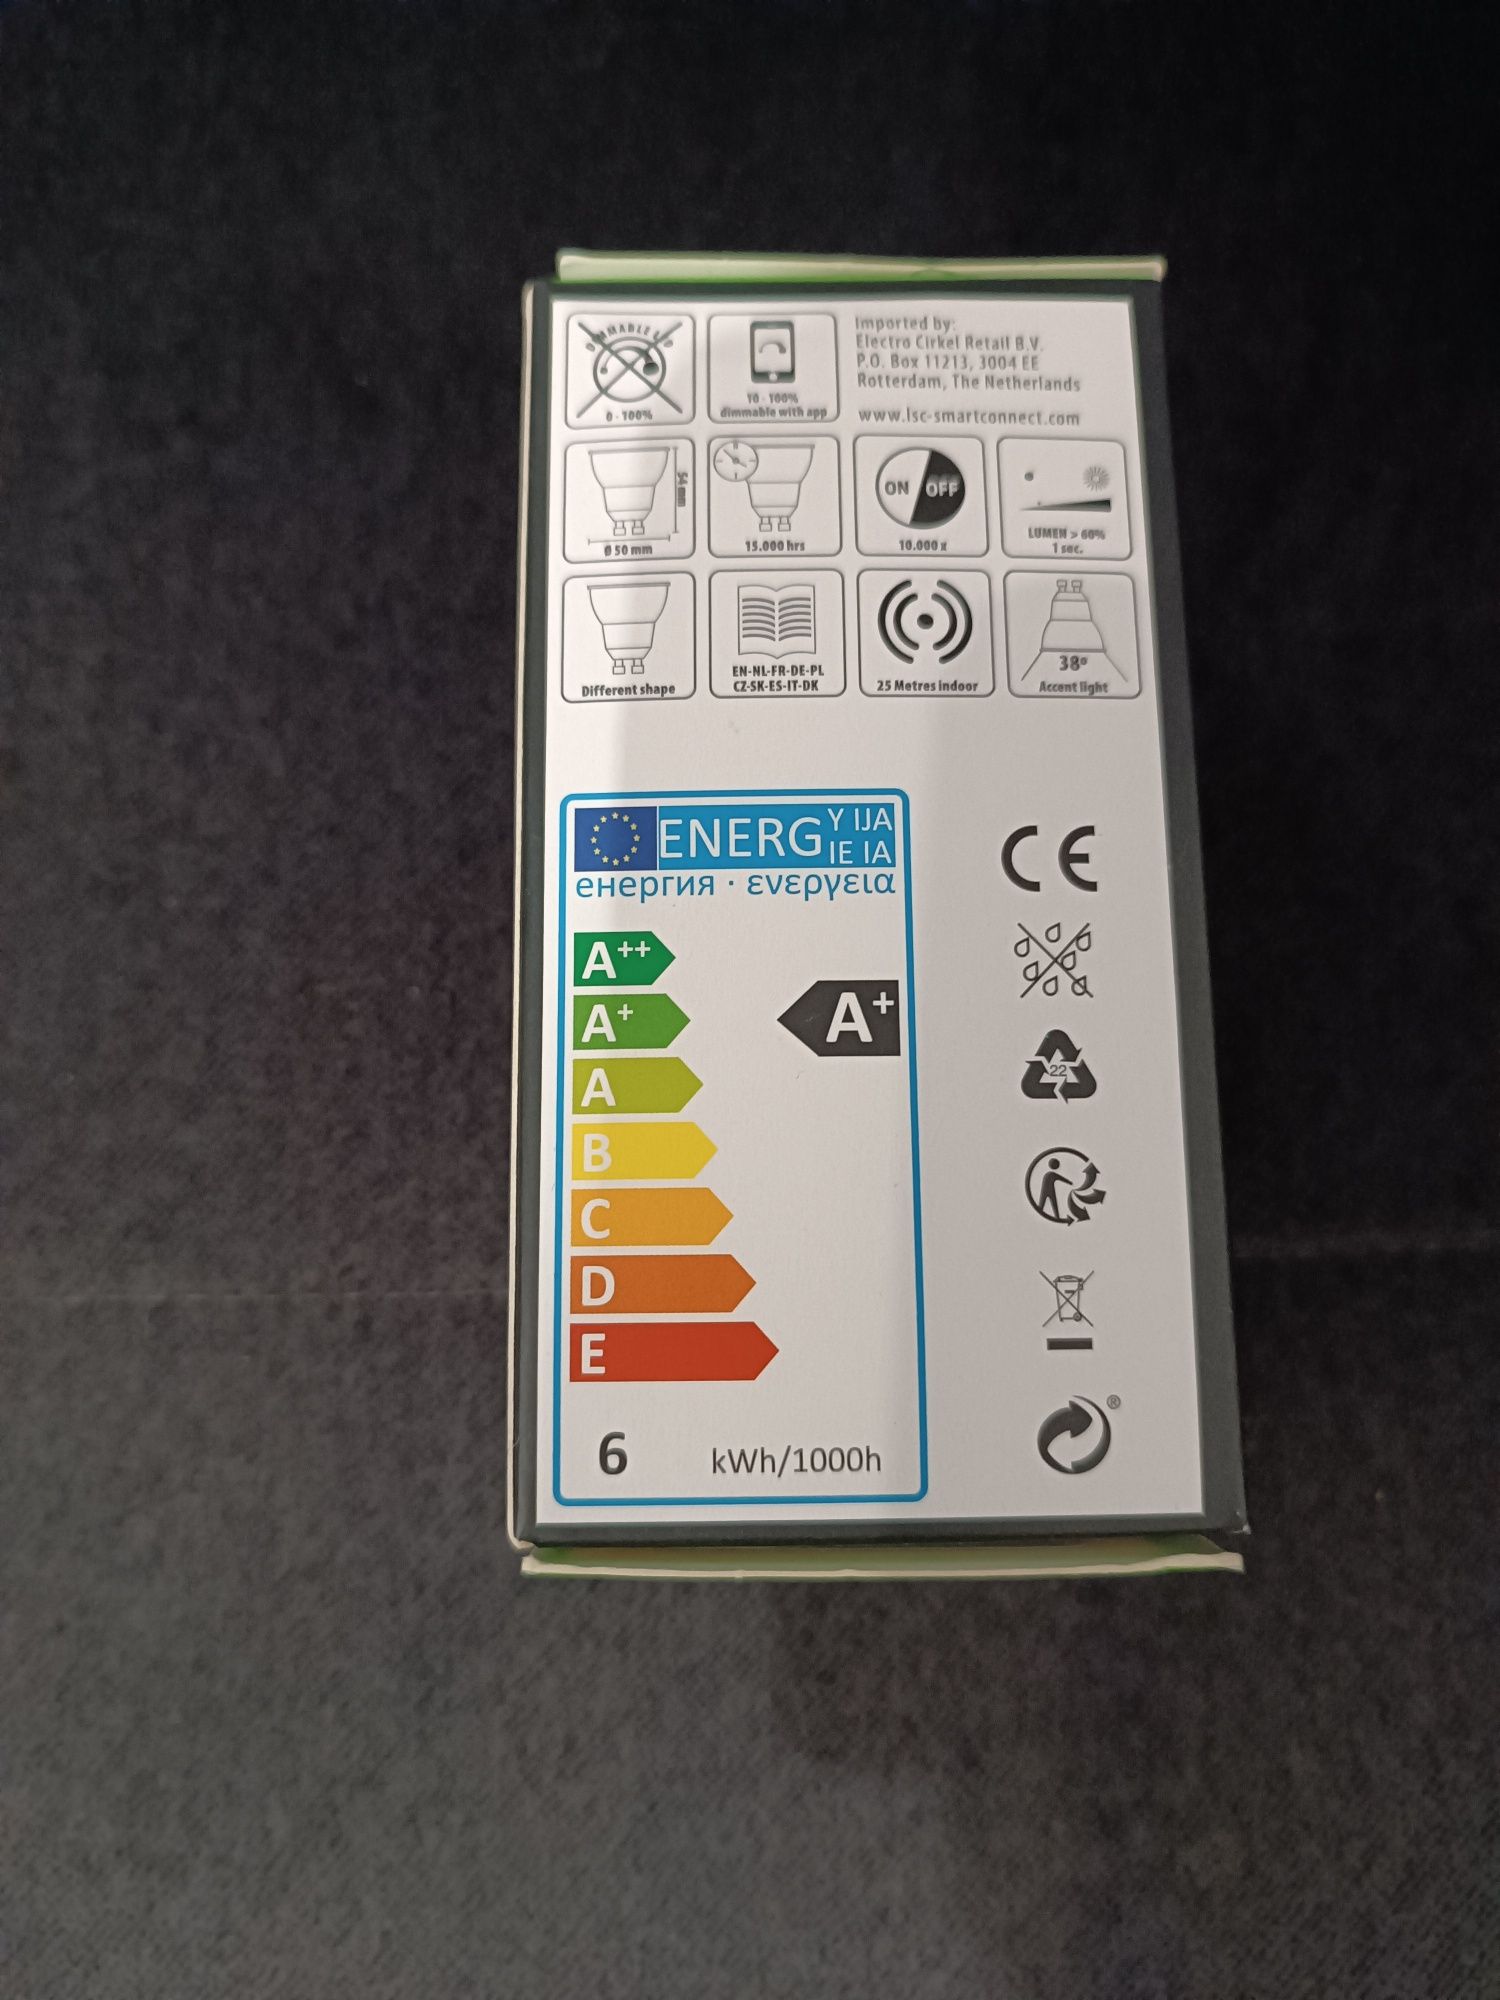 DIMMABLE LED
0 - 100%
10 - 100%
dimmable with app
Imported by:
Electro Cirkel Retail B.V.
P.O. Box 11213, 3004 EE
Rotterdam, The Netherlands
www.lsc-smartconnect.com
54 mm
Ø 50 mm
15.000 hrs
ON OFF
10.000 x
LUMEN > 60%
1 sec.
Different shape
EN-NL-FR-DE-PL
CZ-SK-ES-IT-DK
25 Metres indoor
38º
Accent light
ENERG Y IJA
IE IA
енергия · ενεργεια
A++
A+
A+
A
B
C
D
E
6 kWh/1000h
CE
22
®